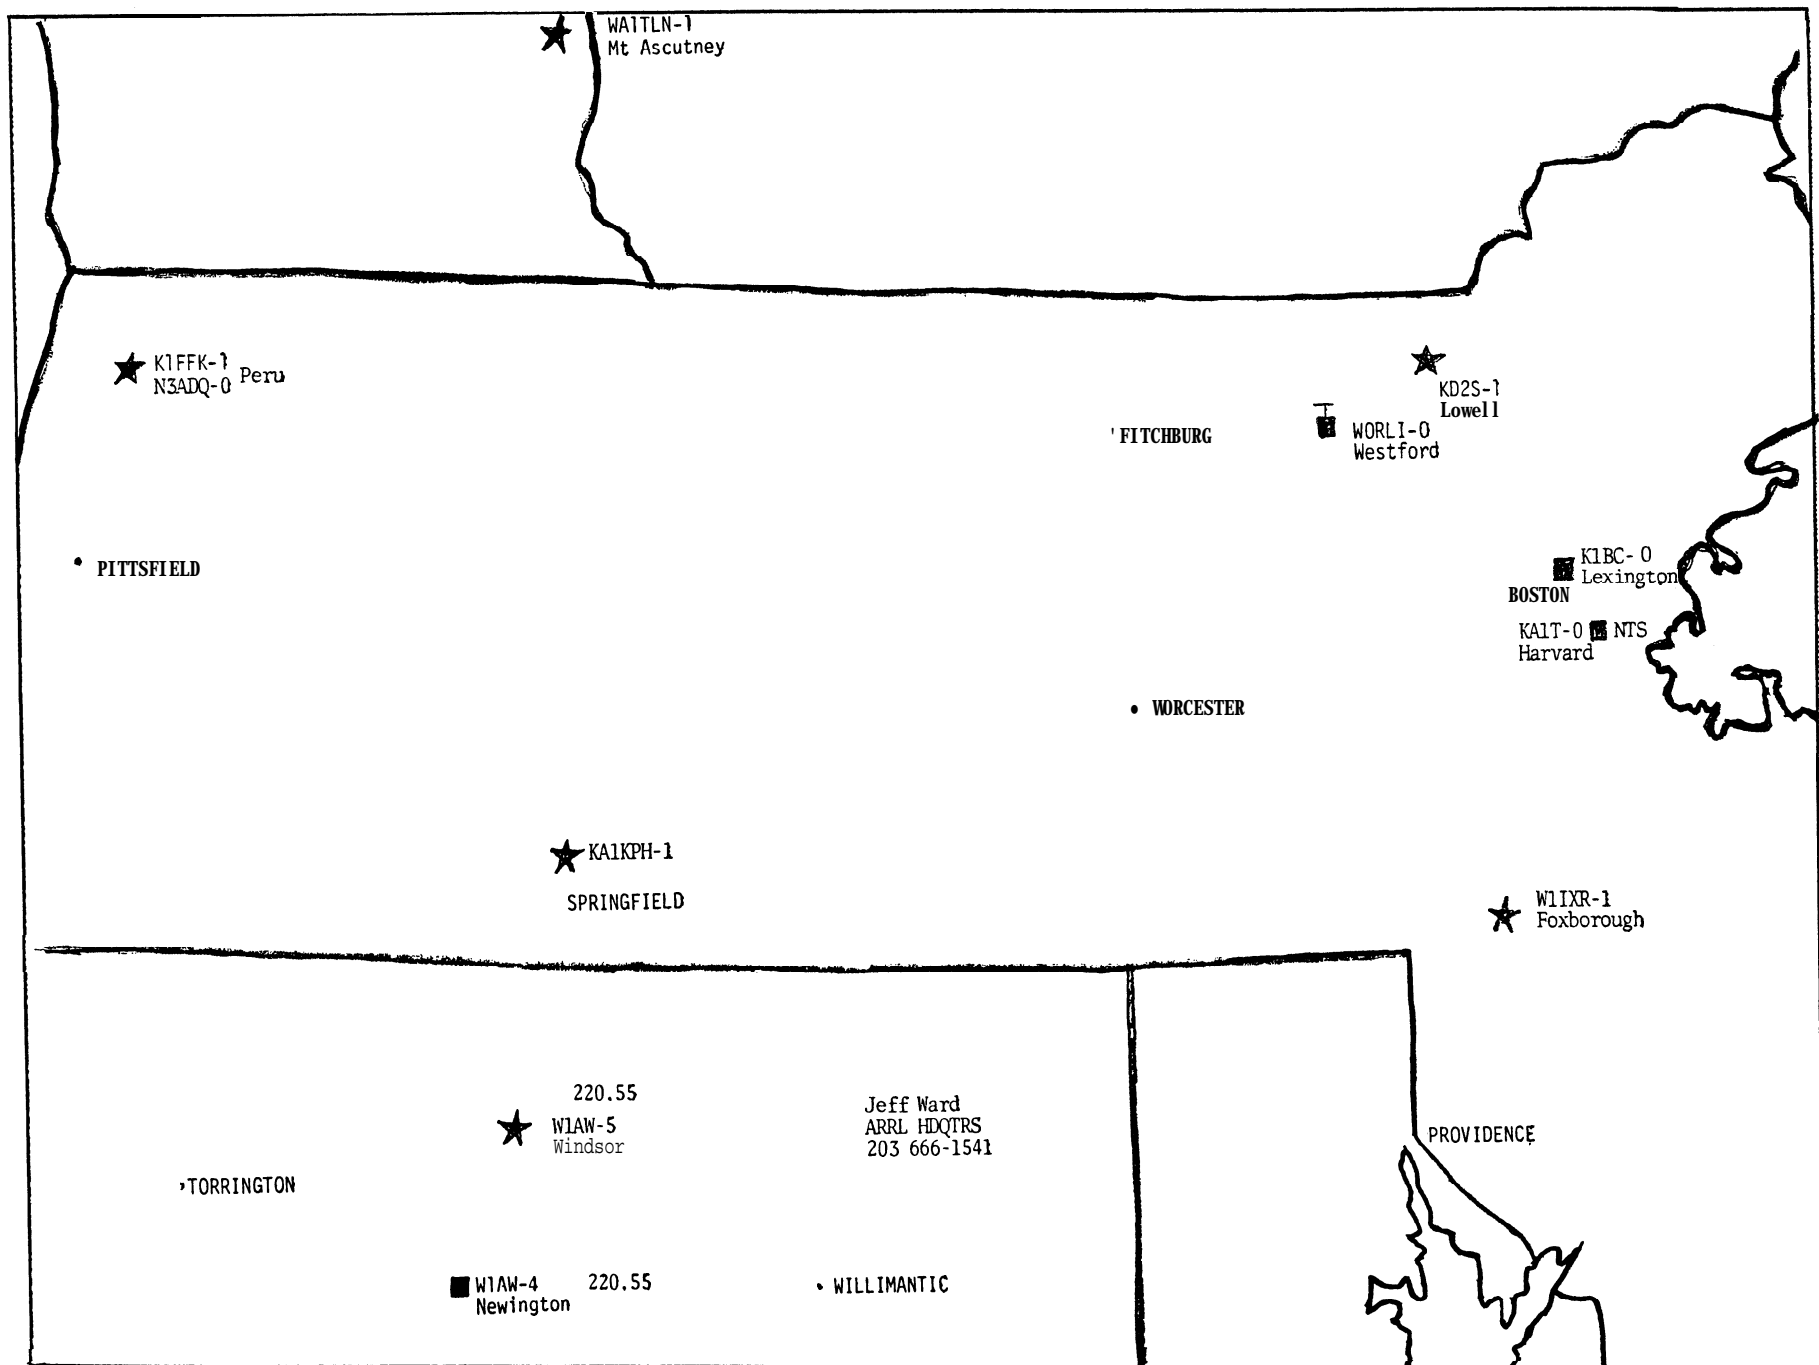 WA1TLN-1
Mt Ascutney
K1FFK-1
N3ADQ-0 Peru
KD2S-1
Lowell
FITCHBURG
WORLI-0
Westford
PITTSFIELD
K1BC-0
Lexington
BOSTON
KA1T-0 NTS
Harvard
WORCESTER
KA1KPH-1
SPRINGFIELD
W1IXR-1
Foxborough
220.55
W1AW-5
Windsor
Jeff Ward
ARRL HDQTRS
203 666-1541
PROVIDENCE
TORRINGTON
W1AW-4 220.55
Newington
WILLIMANTIC